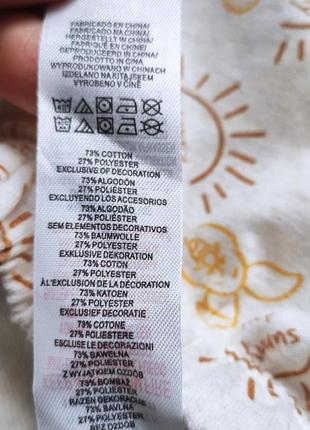 FABRICADO EN CHINA/
FABRICADO NA CHINA/
HERGESTELLT IN CHINA/
FABRIQUÉ EN CHINE/
GEPRODUCEERD IN CHINA/
PRODOTTO IN CINA
WYPRODUKOWANO W CHINACH
IZDELANO NA KITAJSKEM
VYROBENO V ČÍNĚ
73% COTTON
27% POLYESTER
EXCLUSIVE OF DECORATION
73% ALGODÓN
27% POLIÉSTER
EXCLUYENDO LOS ACCESORIOS
73% ALGODÃO
27% POLIÉSTER
SEM ELEMENTOS DECORATIVOS
73% BAUMWOLLE
27% POLYESTER
EXKLUSIVE DEKORATION
73% COTON
27% POLYESTER
À L'EXCLUSION DE LA DÉCORATION
73% KATOEN
27% POLYESTER
EXCLUSIEF DECORATIE
73% COTONE
27% POLIESTERE
ESCLUSE LE DECORAZIONI
73% BAWEŁNA
27% POLIESTER
Z WYJĄTKIEM OZDÓB
73% BOMBAŽ
27% POLIESTER
RAZEN DEKORACIJE
73% BAVLNA
27% POLYESTER
BEZ OZDOB